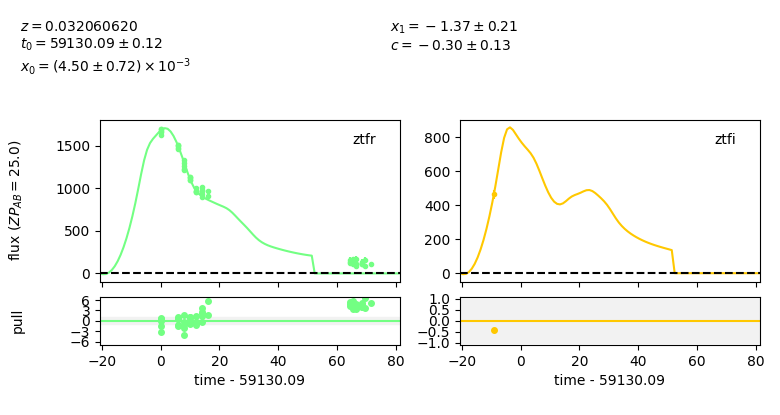 z = 0.032060620
t₀ = 59130.09 ± 0.12
x₀ = (4.50 ± 0.72) × 10⁻³
x₁ = −1.37 ± 0.21
c = −0.30 ± 0.13
flux (ZP_AB = 25.0)
1500
1000
500
0
ztfr
800
600
400
200
0
ztfi
pull
6
3
0
−3
−6
1.0
0.5
0.0
−0.5
−1.0
−20 0 20 40 60 80
−20 0 20 40 60 80
time - 59130.09
time - 59130.09